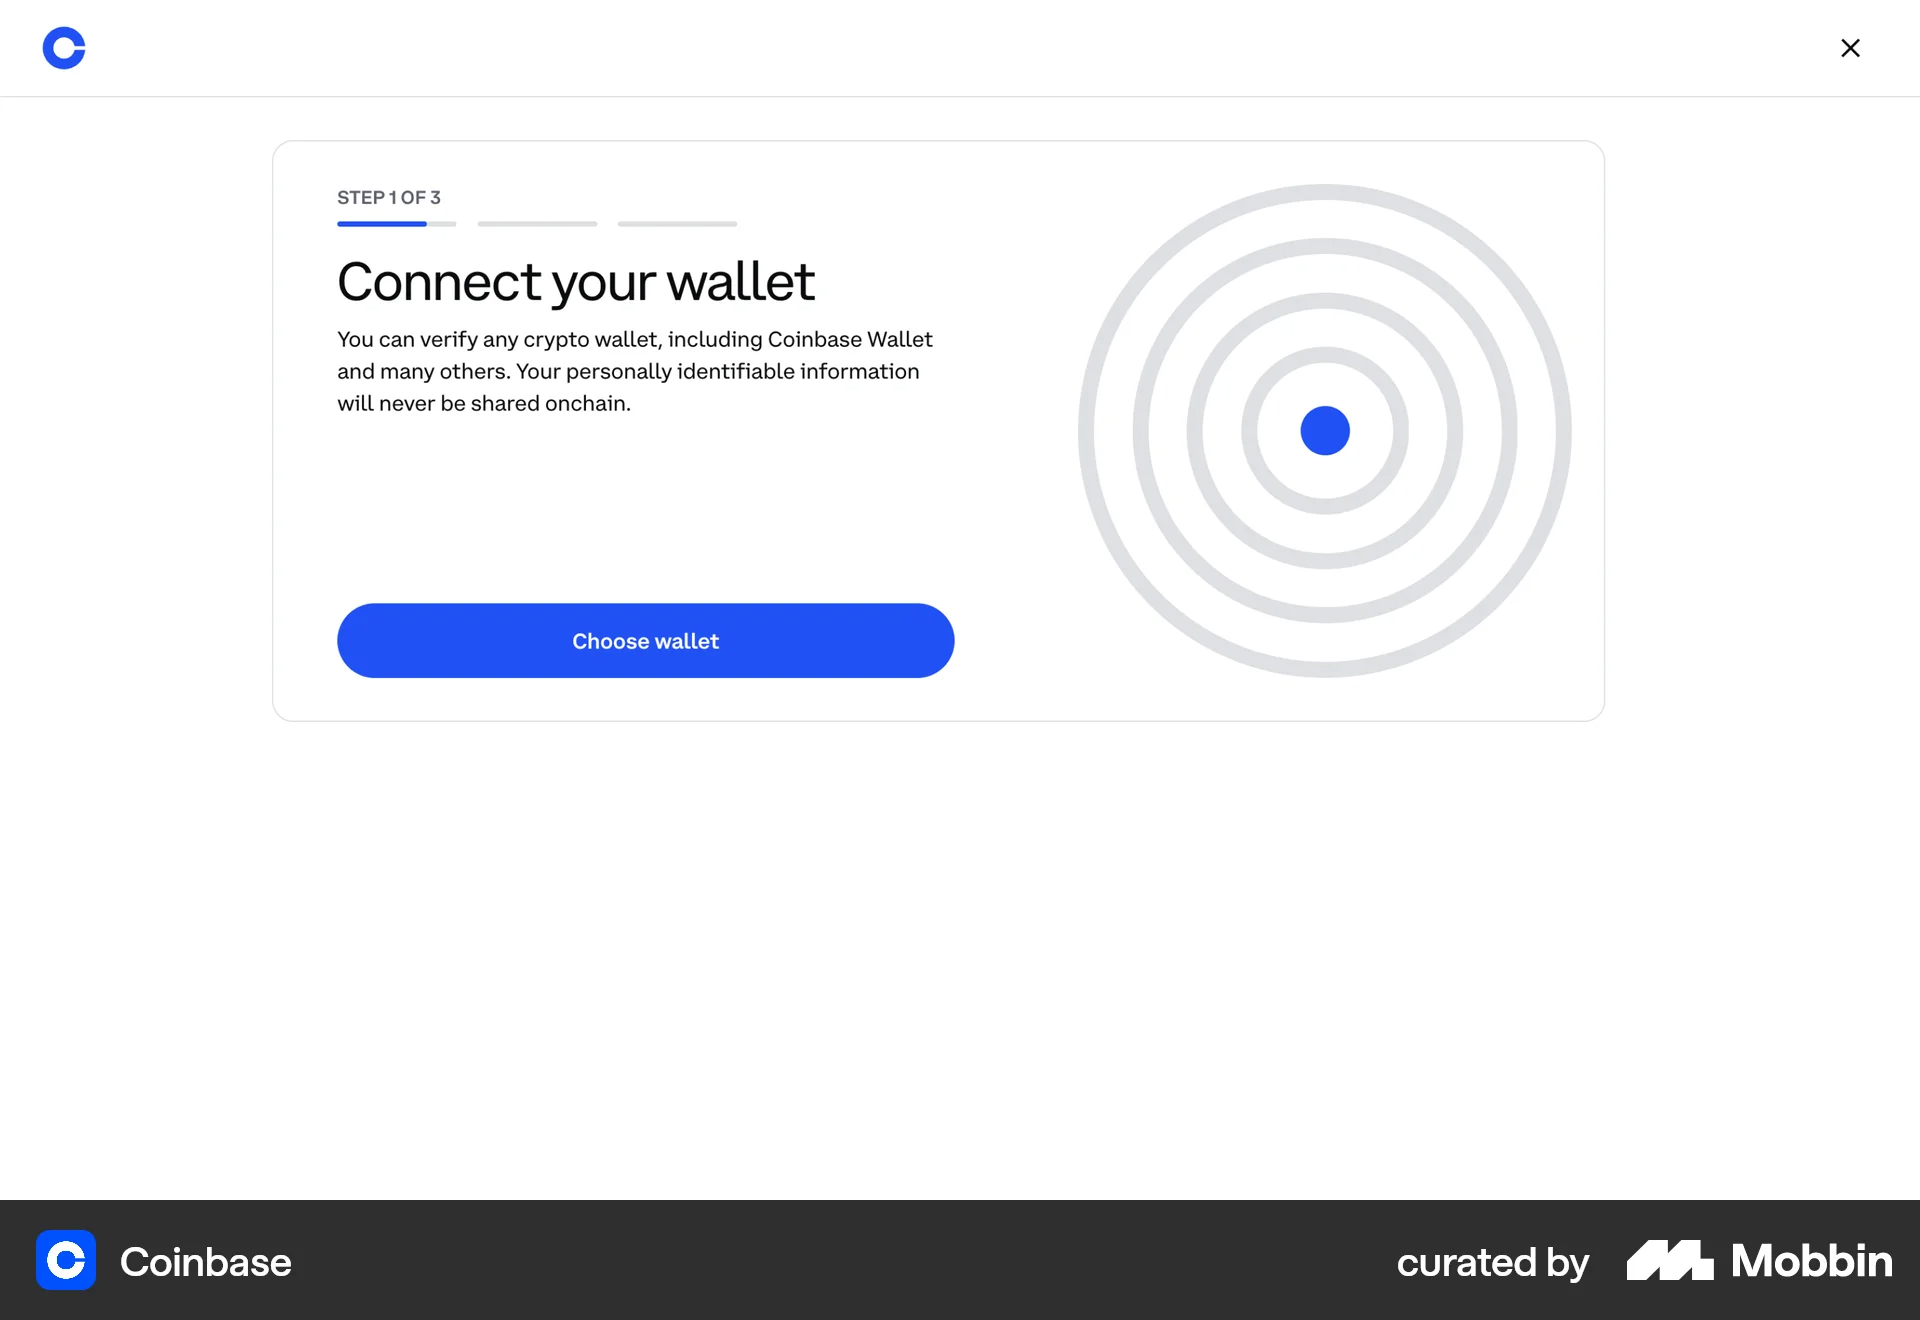 STEP 1 OF 3
Connect your wallet
You can verify any crypto wallet, including Coinbase Wallet
and many others. Your personally identifiable information
will never be shared onchain.
Choose wallet
Coinbase
curated by Mobbin